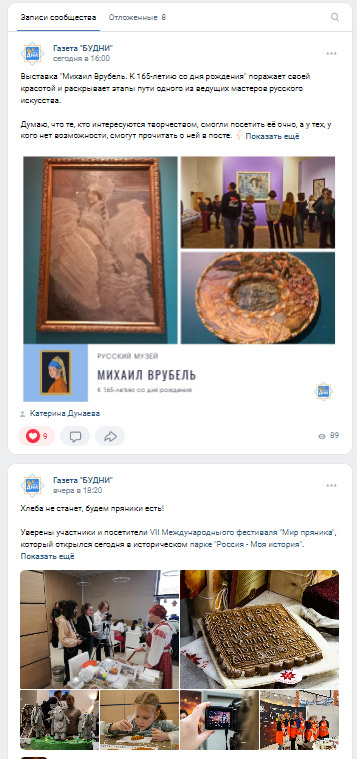 Записи сообщества Отложенные 8
Газета "БУДНИ"
сегодня в 16:00
Выставка "Михаил Врубель. К 165-летию со дня рождения" поражает своей
красотой и раскрывает этапы пути одного из ведущих мастеров русского
искусства.
Думаю, что те, кто интересуются творчеством, смогли посетить её очно, а у тех, у
кого нет возможности, смогут прочитать о ней в посте. Показать ещё
РУССКИЙ МУЗЕЙ
МИХАИЛ ВРУБЕЛЬ
К 165-летию со дня рождения
Катерина Дунаева
9
89
Газета "БУДНИ"
вчера в 18:20
Хлеба не станет, будем пряники есть!
Уверены участники и посетители VII Международныого фестиваля "Мир пряника",
который открылся сегодня в историческом парке "Россия - Моя история".
Показать ещё